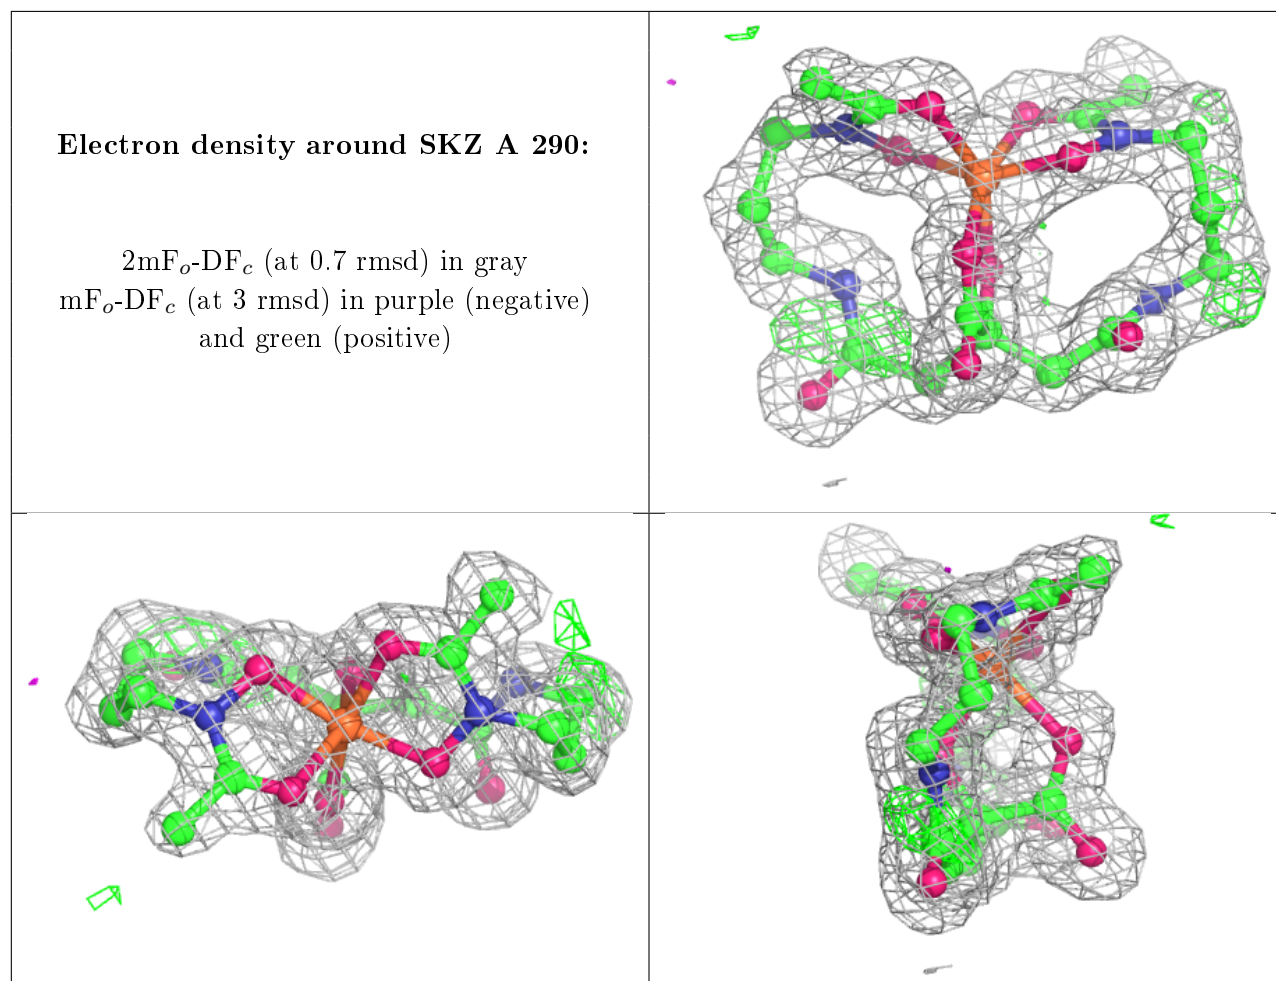 Electron density around SKZ A 290:
2mFₒ-DF𝒸 (at 0.7 rmsd) in gray
mFₒ-DF𝒸 (at 3 rmsd) in purple (negative)
and green (positive)